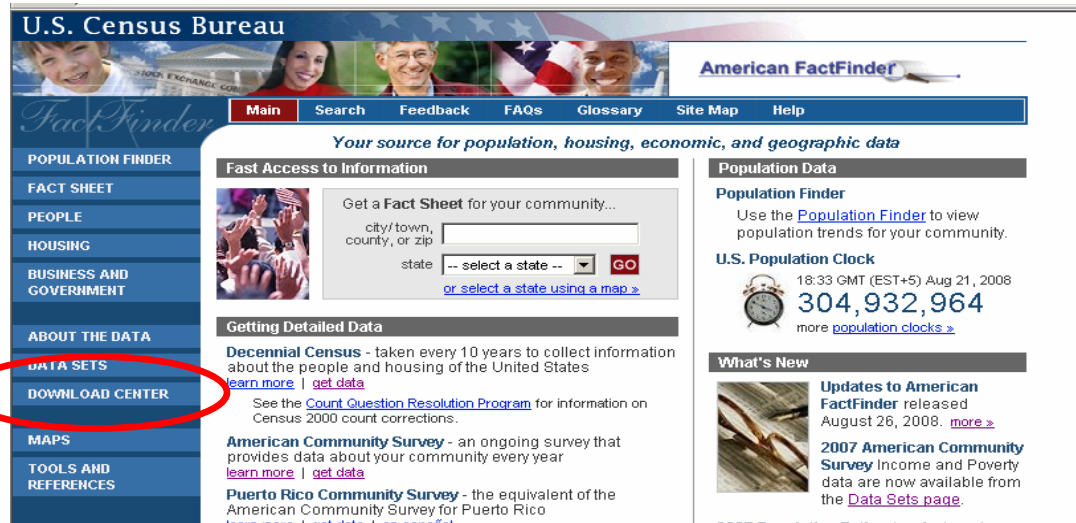 U.S. Census Bureau
STOCK EXCHANGE
American FactFinder
FactFinder
Main Search Feedback FAQs Glossary Site Map Help
Your source for population, housing, economic, and geographic data
POPULATION FINDER
FACT SHEET
PEOPLE
HOUSING
BUSINESS AND
GOVERNMENT
ABOUT THE DATA
DATA SETS
DOWNLOAD CENTER
MAPS
TOOLS AND
REFERENCES
Fast Access to Information
Get a Fact Sheet for your community...
city/town,
county, or zip
state -- select a state -- GO
or select a state using a map »
Getting Detailed Data
Decennial Census - taken every 10 years to collect information
about the people and housing of the United States
learn more | get data
See the Count Question Resolution Program for information on
Census 2000 count corrections.
American Community Survey - an ongoing survey that
provides data about your community every year
learn more | get data
Puerto Rico Community Survey - the equivalent of the
American Community Survey for Puerto Rico
learn more | get data | en español
Population Data
Population Finder
Use the Population Finder to view
population trends for your community.
U.S. Population Clock
18:33 GMT (EST+5) Aug 21, 2008
304,932,964
more population clocks »
What's New
Updates to American
FactFinder released
August 26, 2008. more »
2007 American Community
Survey Income and Poverty
data are now available from
the Data Sets page.